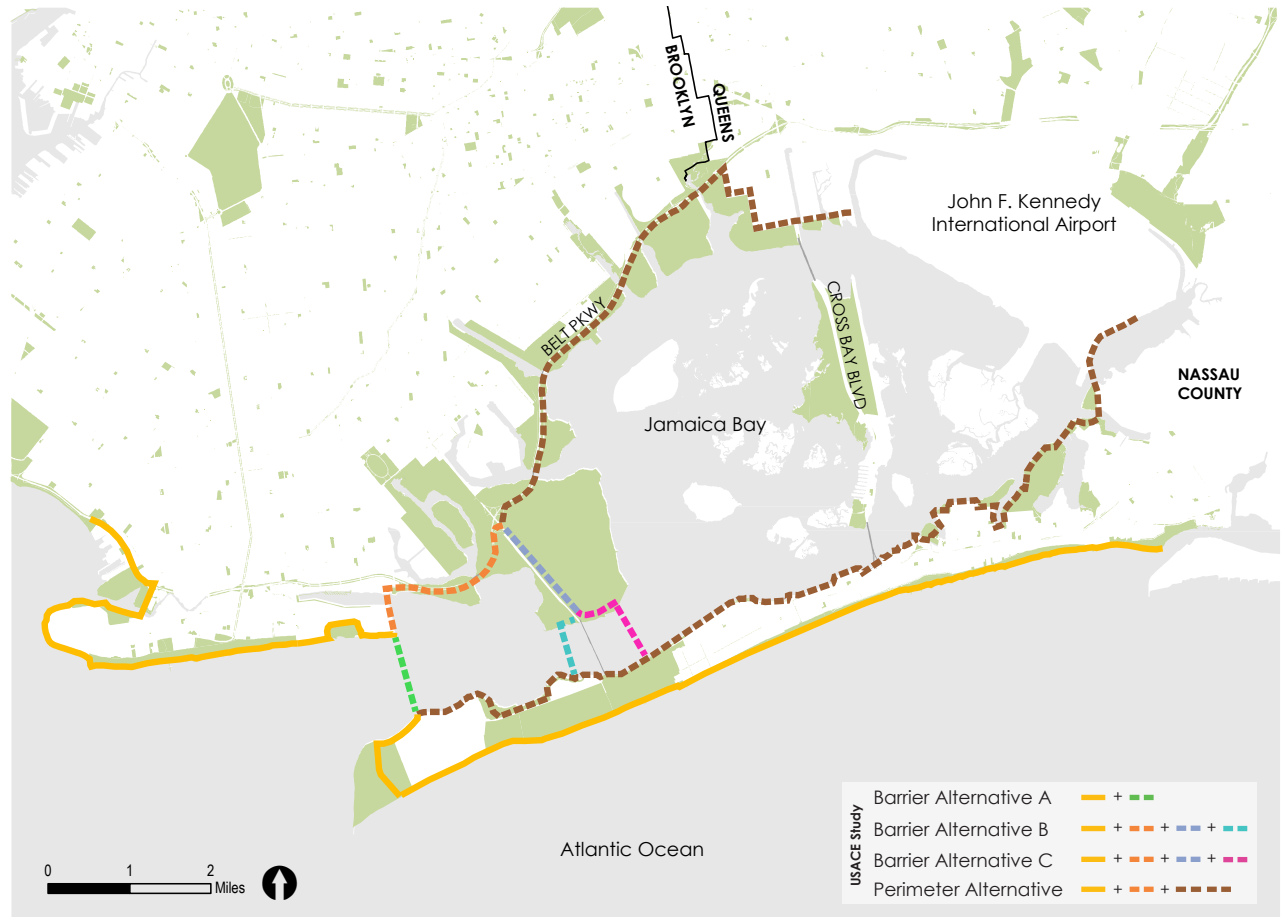 BROOKLYN
QUEENS
John F. Kennedy
International Airport
BELT PKWY
CROSS BAY BLVD
NASSAU
COUNTY
Jamaica Bay
Atlantic Ocean
0 1 2
Miles
USACE Study
Barrier Alternative A + 
Barrier Alternative B + + +
Barrier Alternative C + + +
Perimeter Alternative + +